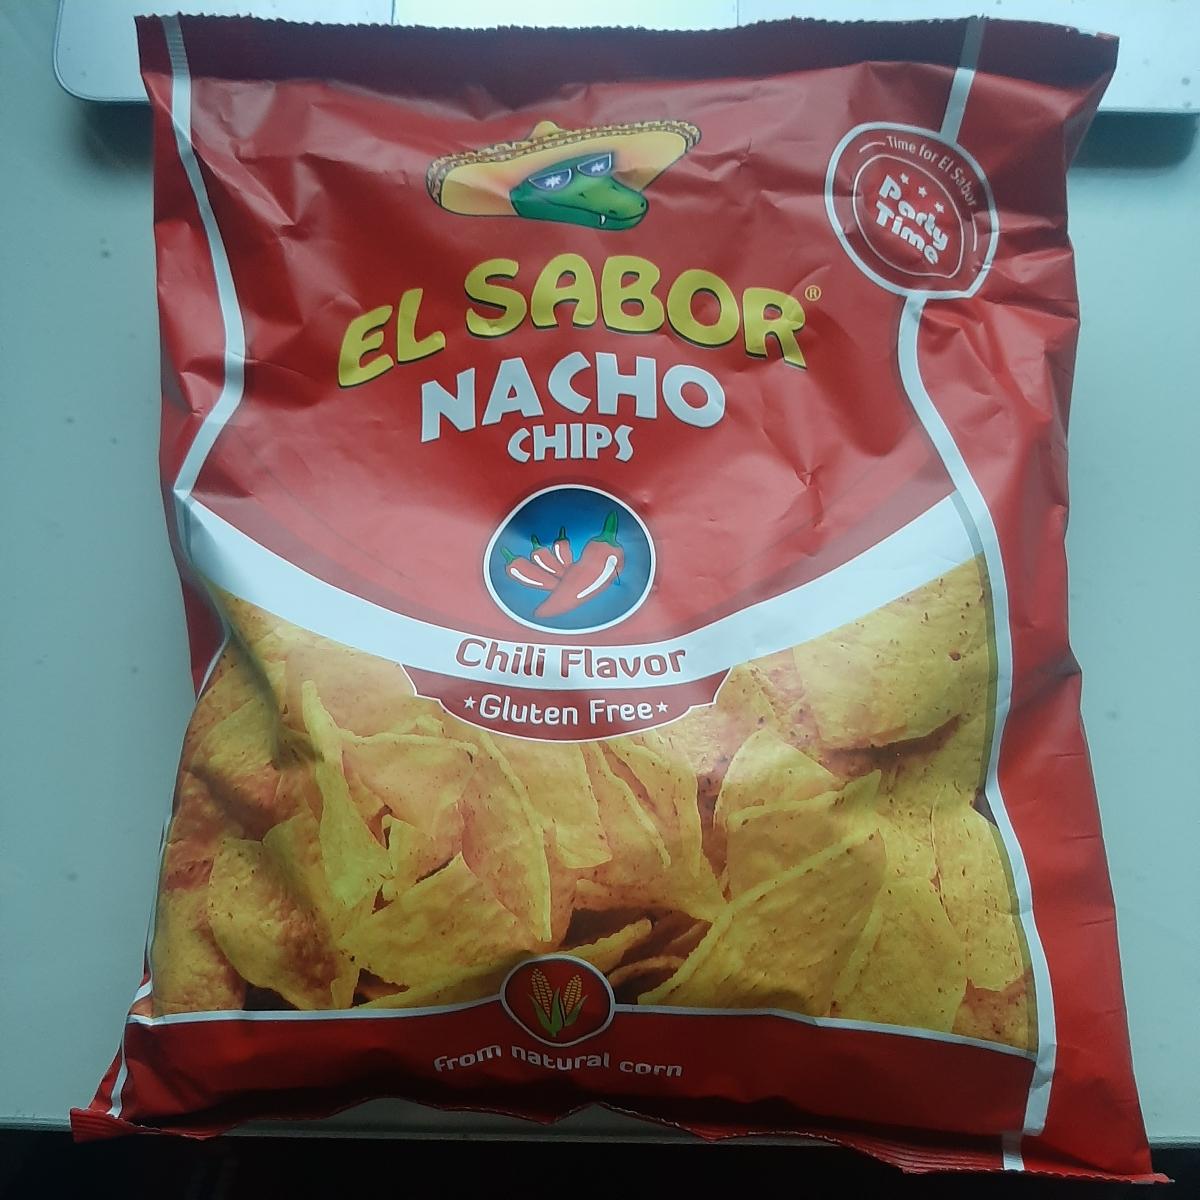 Time for El Sabor
Party
Time
EL SABOR®
NACHO
CHIPS
Chili Flavor
Gluten Free
From natural corn